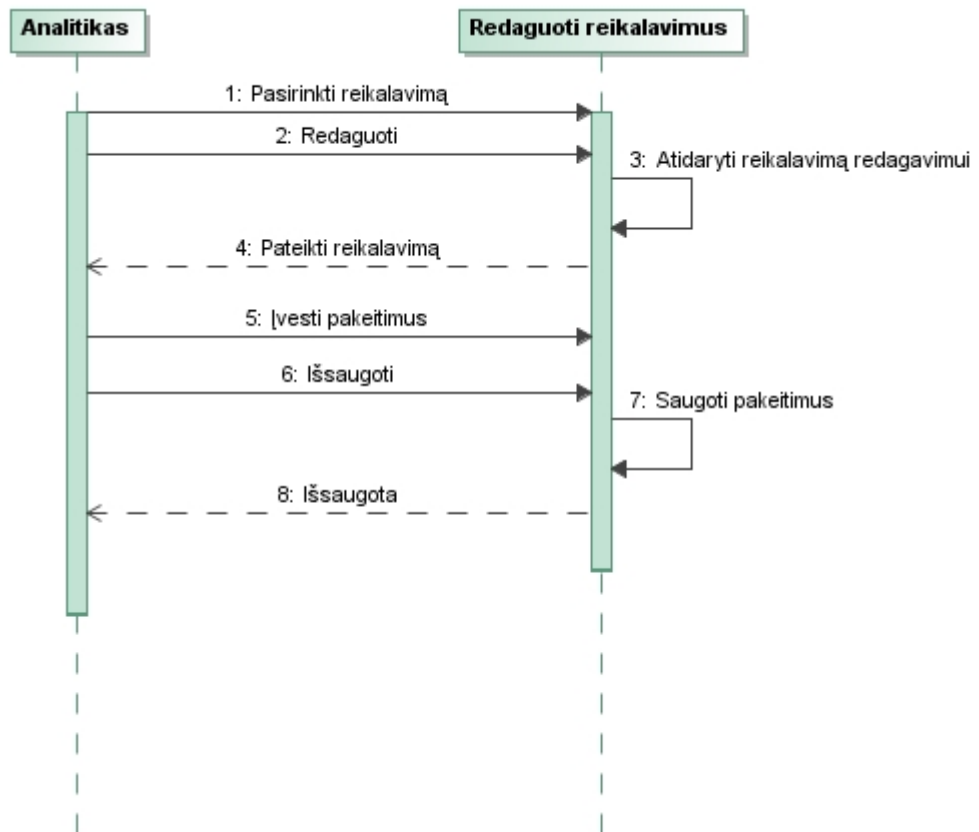 Analitikas
Redaguoti reikalavimus
1: Pasirinkti reikalavimą
2: Redaguoti
3: Atidaryti reikalavimą redagavimui
4: Pateikti reikalavimą
5: Įvesti pakeitimus
6: Išsaugoti
7: Saugoti pakeitimus
8: Išsaugota